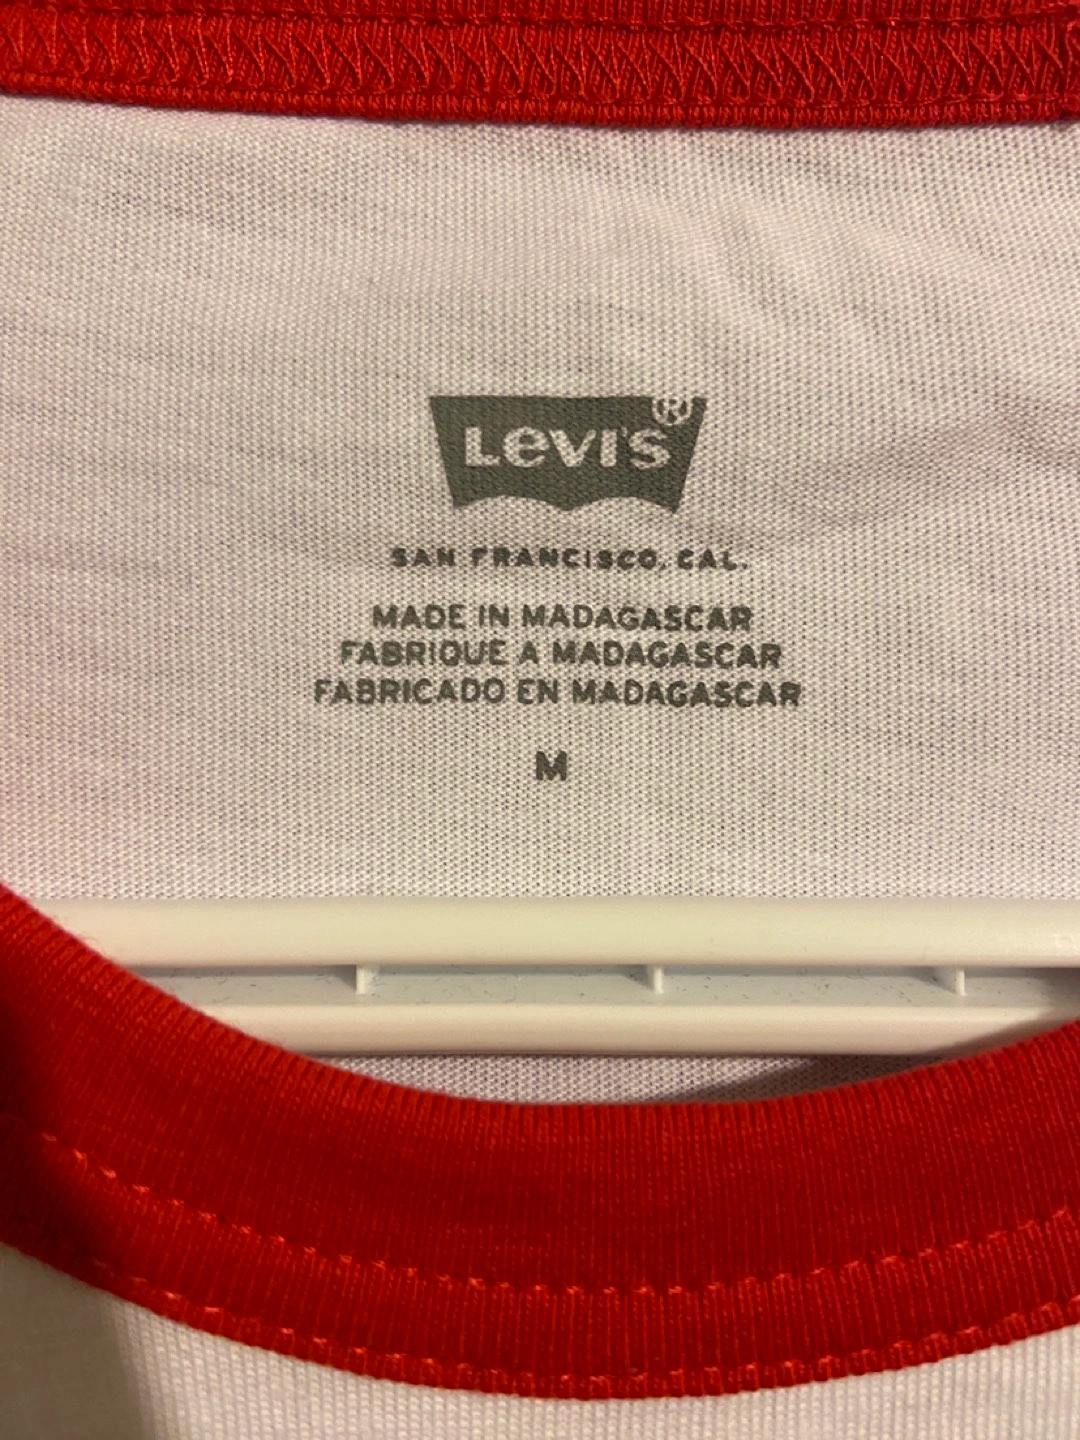 Levi's®
SAN FRANCISCO, CAL.
MADE IN MADAGASCAR
FABRIQUE A MADAGASCAR
FABRICADO EN MADAGASCAR
M